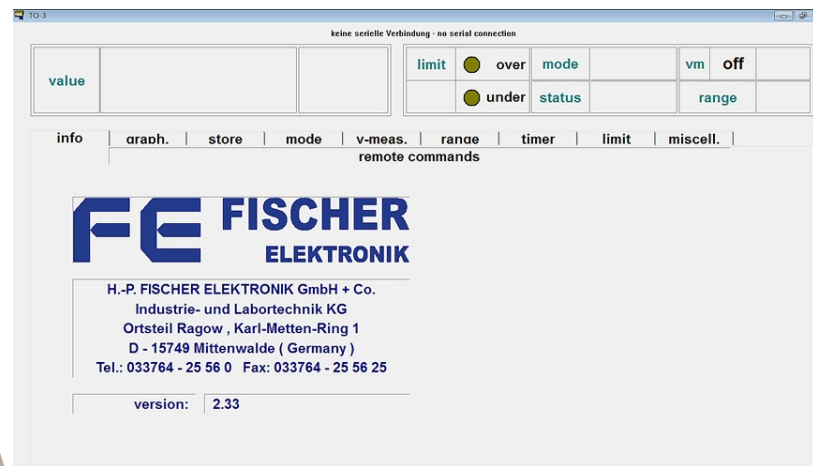 TO-3
keine serielle Verbindung - no serial connection
value
limit over mode vm off
under status range
info graph. store mode v-meas. range timer limit miscell.
remote commands
FE FISCHER
ELEKTRONIK
H.-P. FISCHER ELEKTRONIK GmbH + Co.
Industrie- und Labortechnik KG
Ortsteil Ragow , Karl-Metten-Ring 1
D - 15749 Mittenwalde ( Germany )
Tel.: 033764 - 25 56 0 Fax: 033764 - 25 56 25
version: 2.33